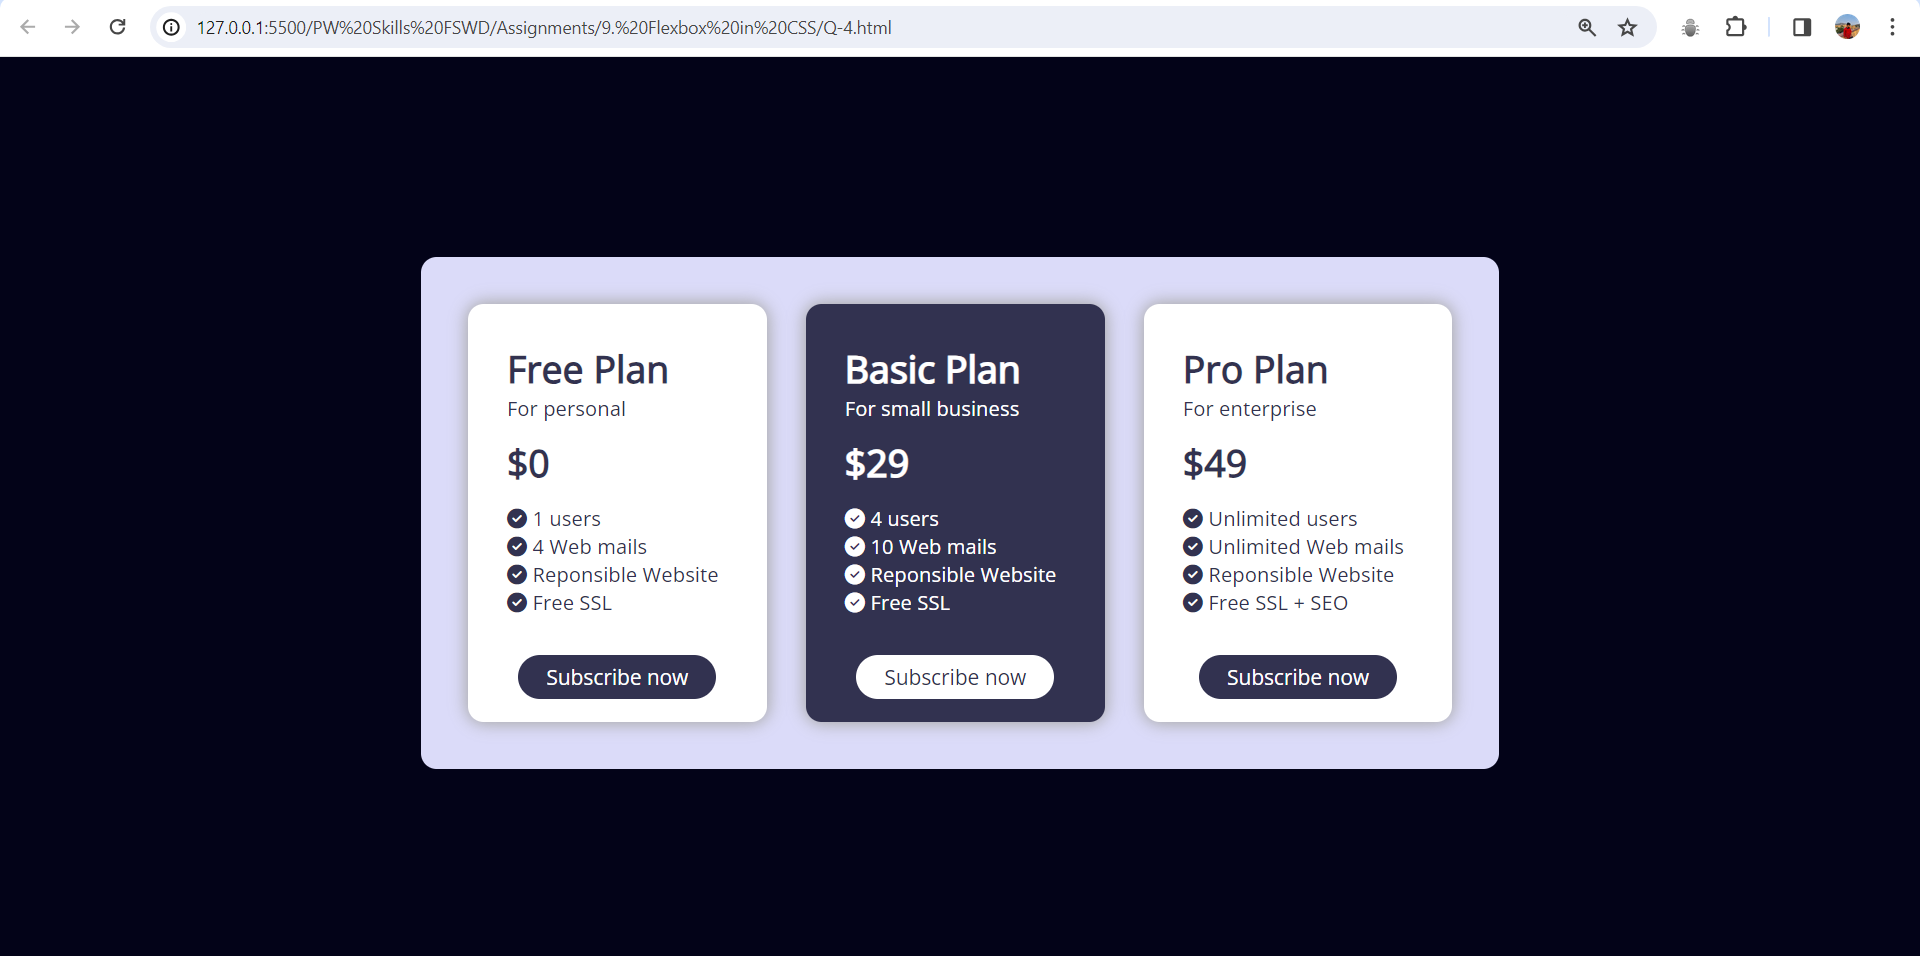 127.0.0.1:5500/PW%20Skills%20FSWD/Assignments/9.%20Flexbox%20in%20CSS/Q-4.html
Free Plan
For personal
$0
1 users
4 Web mails
Reponsible Website
Free SSL
Subscribe now
Basic Plan
For small business
$29
4 users
10 Web mails
Reponsible Website
Free SSL
Subscribe now
Pro Plan
For enterprise
$49
Unlimited users
Unlimited Web mails
Reponsible Website
Free SSL + SEO
Subscribe now